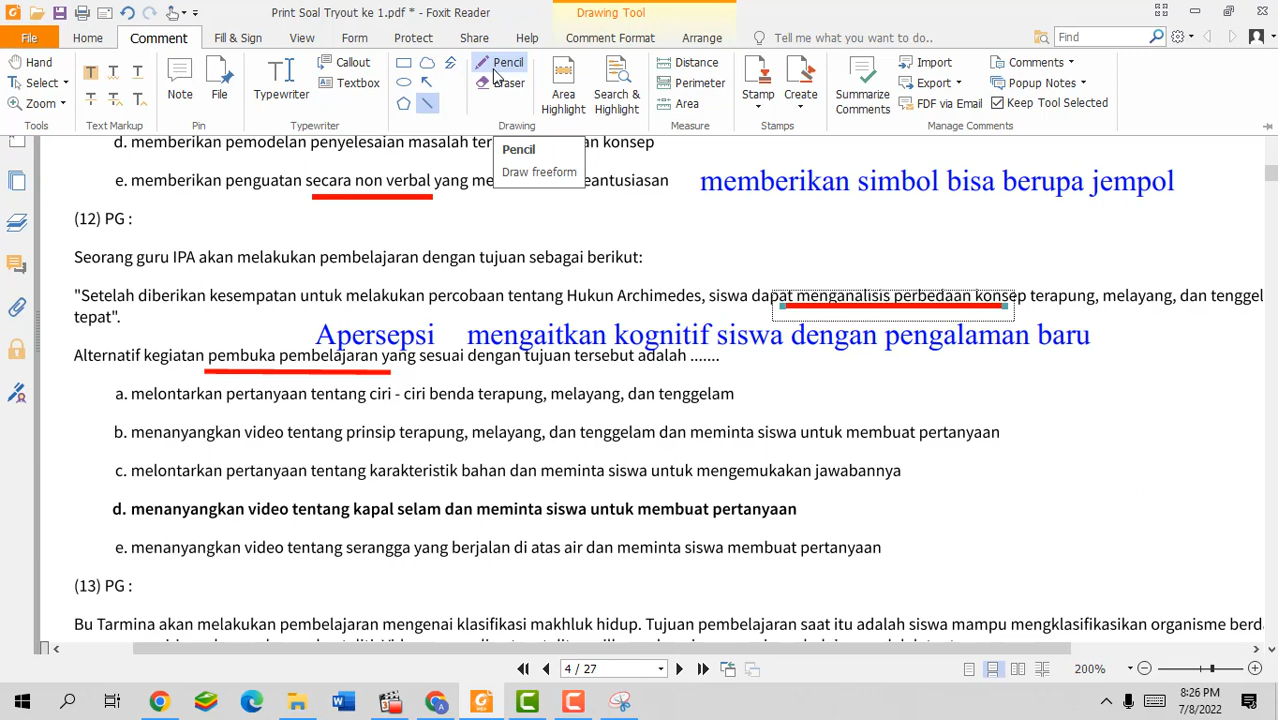 Print Soal Tryout ke 1.pdf * - Foxit Reader
Drawing Tool
File Home Comment Fill & Sign View Form Protect Share Help Comment Format Arrange Tell me what you want to do.. Find
Hand
Select
Zoom
Tools
Text Markup
Note
File
Pin
Typewriter
Callout
Textbox
Typewriter
Pencil
Eraser
Area Highlight
Search & Highlight
Drawing
Distance
Perimeter
Area
Measure
Stamp
Create
Stamps
Summarize Comments
Import
Export
FDF via Email
Comments
Popup Notes
Keep Tool Selected
Manage Comments
Pencil
Draw freeform
d. memberikan pemodelan penyelesaian masalah konsep
e. memberikan penguatan secara non verbal yang keantusiasan
memberikan simbol bisa berupa jempol
(12) PG :
Seorang guru IPA akan melakukan pembelajaran dengan tujuan sebagai berikut:
"Setelah diberikan kesempatan untuk melakukan percobaan tentang Hukun Archimedes, siswa dapat menganalisis perbedaan konsep terapung, melayang, dan tenggel
tepat".
Apersepsi mengaitkan kognitif siswa dengan pengalaman baru
Alternatif kegiatan pembuka pembelajaran yang sesuai dengan tujuan tersebut adalah .......
a. melontarkan pertanyaan tentang ciri - ciri benda terapung, melayang, dan tenggelam
b. menanyangkan video tentang prinsip terapung, melayang, dan tenggelam dan meminta siswa untuk membuat pertanyaan
c. melontarkan pertanyaan tentang karakteristik bahan dan meminta siswa untuk mengemukakan jawabannya
d. menanyangkan video tentang kapal selam dan meminta siswa untuk membuat pertanyaan
e. menanyangkan video tentang serangga yang berjalan di atas air dan meminta siswa membuat pertanyaan
(13) PG :
Bu Tarmina akan melakukan pembelajaran mengenai klasifikasi makhluk hidup. Tujuan pembelajaran saat itu adalah siswa mampu mengklasifikasikan organisme berda
4 / 27
200%
8:26 PM
7/8/2022